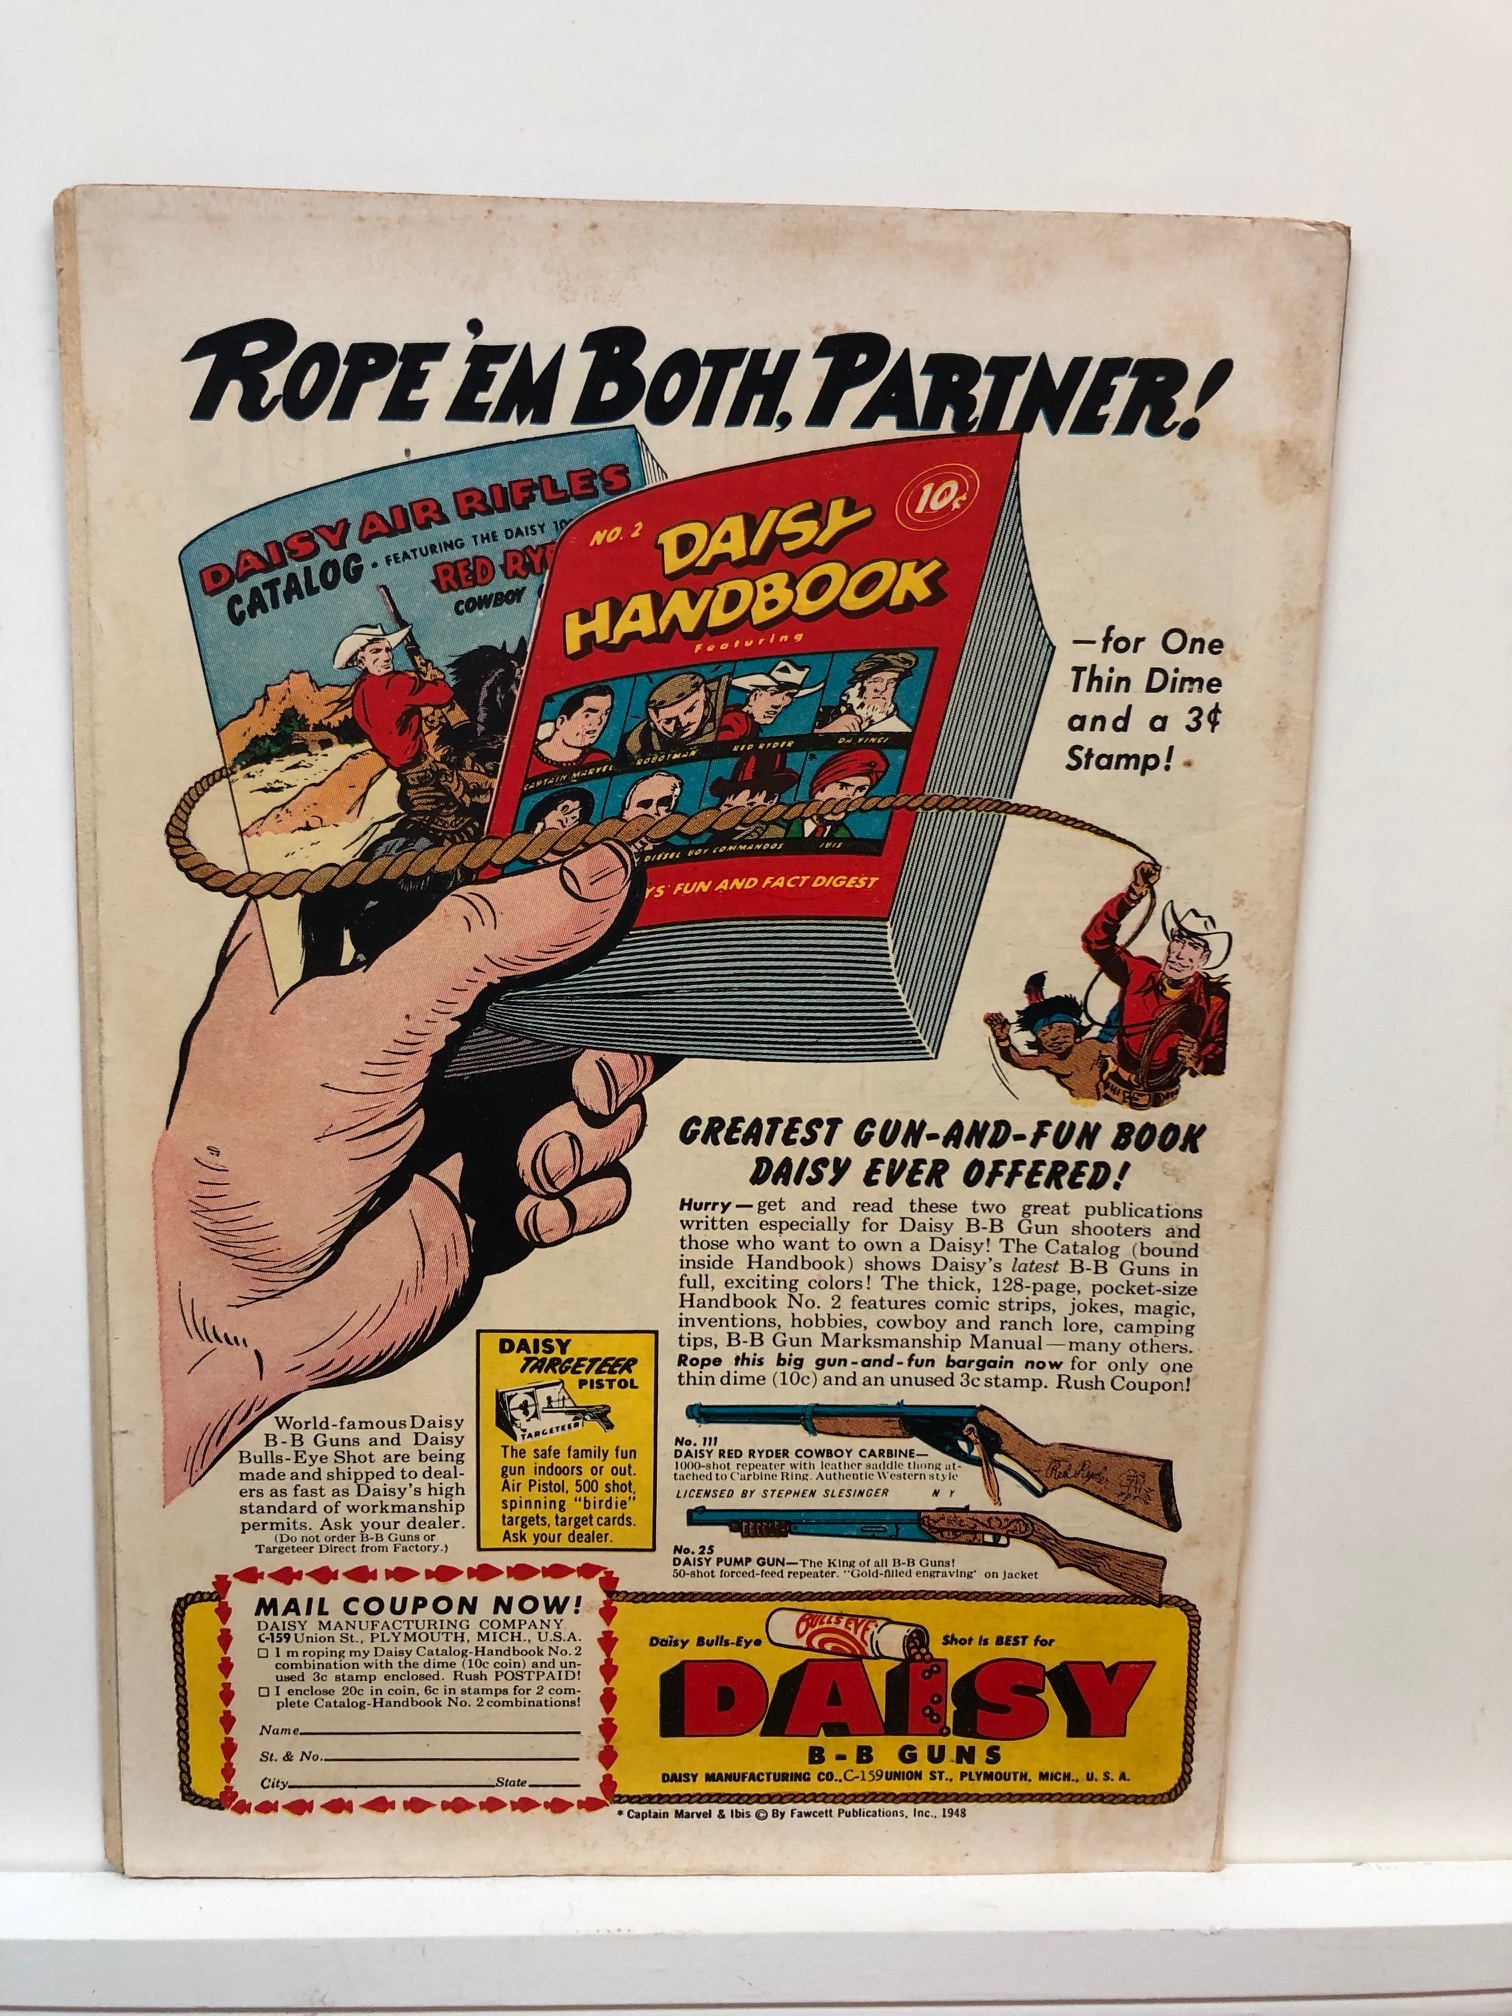 ROPE 'EM BOTH, PARTNER!
DAISY AIR RIFLES
CATALOG • FEATURING THE DAISY
RED
COWBOY
NO. 2
10¢
DAISY
HANDBOOK
Featuring
CAPTAIN MARVEL ROBOTMAN RED RYDER DA VINCI
DIESEL BOY COMMANDOS IBIS
FUN AND FACT DIGEST
—for One
Thin Dime
and a 3¢
Stamp!
GREATEST GUN-AND-FUN BOOK
DAISY EVER OFFERED!
Hurry—get and read these two great publications
written especially for Daisy B-B Gun shooters and
those who want to own a Daisy! The Catalog (bound
inside Handbook) shows Daisy's latest B-B Guns in
full, exciting colors! The thick, 128-page, pocket-size
Handbook No. 2 features comic strips, jokes, magic,
inventions, hobbies, cowboy and ranch lore, camping
tips, B-B Gun Marksmanship Manual—many others.
Rope this big gun-and-fun bargain now for only one
thin dime (10c) and an unused 3c stamp. Rush Coupon!
World-famous Daisy
B-B Guns and Daisy
Bulls-Eye Shot are being
made and shipped to deal-
ers as fast as Daisy's high
standard of workmanship
permits. Ask your dealer.
(Do not order B-B Guns or
Targeteer Direct from Factory.)
DAISY
TARGETEER
PISTOL
TARGETEER
The safe family fun
gun indoors or out.
Air Pistol, 500 shot,
spinning "birdie"
targets, target cards.
Ask your dealer.
No. 111
DAISY RED RYDER COWBOY CARBINE—
1000-shot repeater with leather saddle thong at-
tached to Carbine Ring. Authentic Western style
LICENSED BY STEPHEN SLESINGER N Y
Red Ryder
No. 25
DAISY PUMP GUN—The King of all B-B Guns!
50-shot forced-feed repeater. "Gold-filled engraving" on jacket
MAIL COUPON NOW!
DAISY MANUFACTURING COMPANY
C-159 Union St., PLYMOUTH, MICH., U.S.A.
☐ I'm roping my Daisy Catalog-Handbook No. 2
combination with the dime (10c coin) and un-
used 3c stamp enclosed. Rush POSTPAID!
☐ I enclose 20c in coin, 6c in stamps for 2 com-
plete Catalog-Handbook No. 2 combinations!
Name
St. & No.
City State
Daisy Bulls-Eye BULLS EYE Shot is BEST for
DAISY
B-B GUNS
DAISY MANUFACTURING CO., C-159 UNION ST., PLYMOUTH, MICH., U. S. A.
* Captain Marvel & Ibis © By Fawcett Publications, Inc., 1948